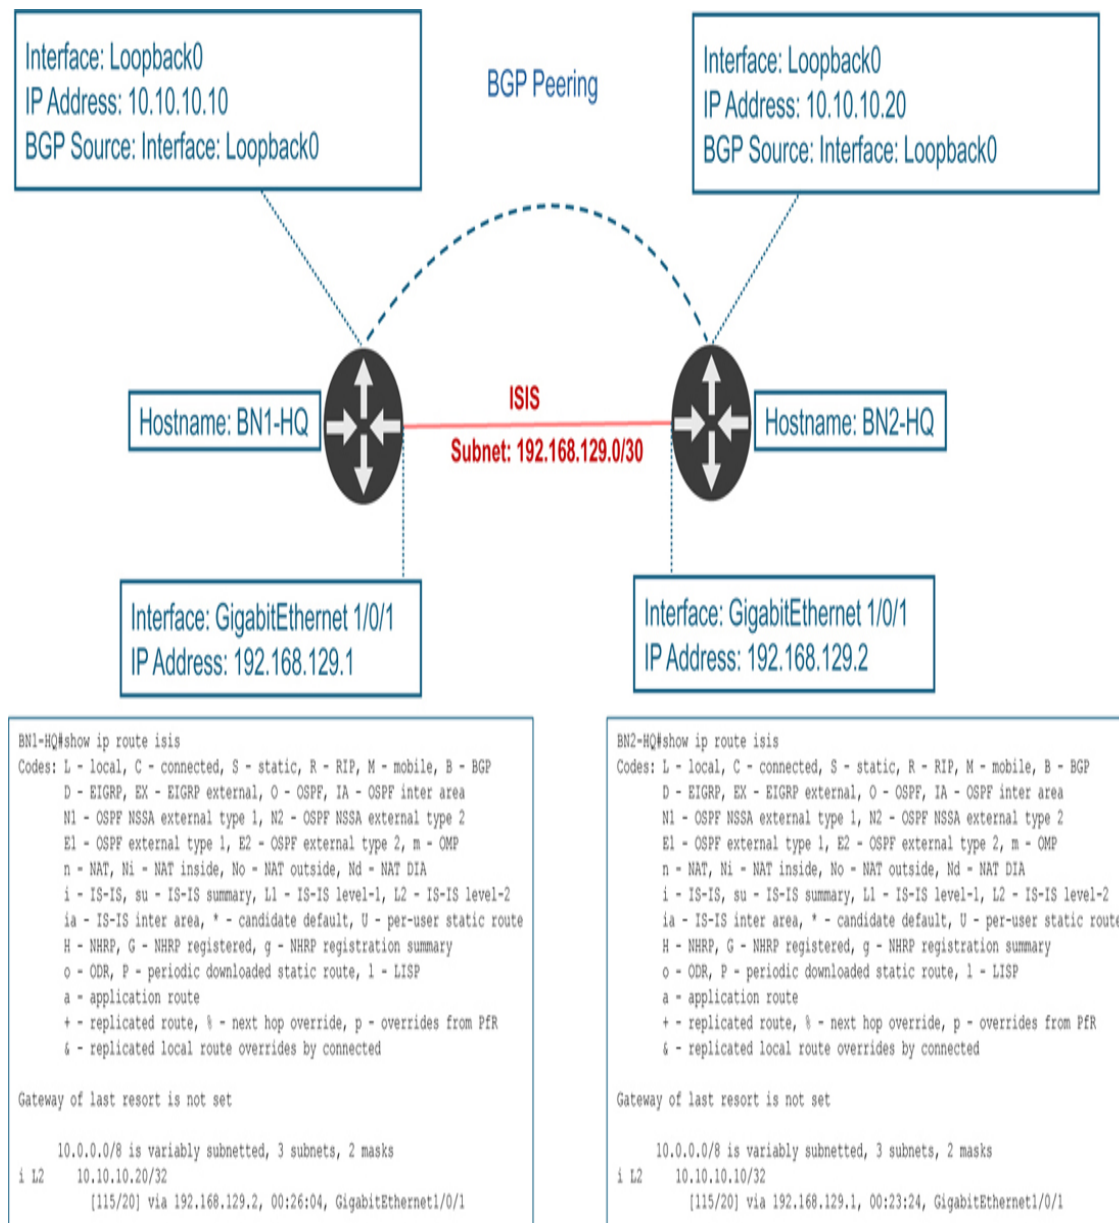 Interface: Loopback0
IP Address: 10.10.10.10
BGP Source: Interface: Loopback0
BGP Peering
Interface: Loopback0
IP Address: 10.10.10.20
BGP Source: Interface: Loopback0
Hostname: BN1-HQ
ISIS
Subnet: 192.168.129.0/30
Hostname: BN2-HQ
Interface: GigabitEthernet 1/0/1
IP Address: 192.168.129.1
Interface: GigabitEthernet 1/0/1
IP Address: 192.168.129.2
BN1-HQ#show ip route isis
Codes: L - local, C - connected, S - static, R - RIP, M - mobile, B - BGP
D - EIGRP, EX - EIGRP external, O - OSPF, IA - OSPF inter area
N1 - OSPF NSSA external type 1, N2 - OSPF NSSA external type 2
E1 - OSPF external type 1, E2 - OSPF external type 2, m - OMP
n - NAT, Ni - NAT inside, No - NAT outside, Nd - NAT DIA
i - IS-IS, su - IS-IS summary, L1 - IS-IS level-1, L2 - IS-IS level-2
ia - IS-IS inter area, * - candidate default, U - per-user static route
H - NHRP, G - NHRP registered, g - NHRP registration summary
o - ODR, P - periodic downloaded static route, l - LISP
a - application route
+ - replicated route, % - next hop override, p - overrides from PfR
& - replicated local route overrides by connected
Gateway of last resort is not set
10.0.0.0/8 is variably subnetted, 3 subnets, 2 masks
i L2 10.10.10.20/32
[115/20] via 192.168.129.2, 00:26:04, GigabitEthernet1/0/1
BN2-HQ#show ip route isis
Codes: L - local, C - connected, S - static, R - RIP, M - mobile, B - BGP
D - EIGRP, EX - EIGRP external, O - OSPF, IA - OSPF inter area
N1 - OSPF NSSA external type 1, N2 - OSPF NSSA external type 2
E1 - OSPF external type 1, E2 - OSPF external type 2, m - OMP
n - NAT, Ni - NAT inside, No - NAT outside, Nd - NAT DIA
i - IS-IS, su - IS-IS summary, L1 - IS-IS level-1, L2 - IS-IS level-2
ia - IS-IS inter area, * - candidate default, U - per-user static route
H - NHRP, G - NHRP registered, g - NHRP registration summary
o - ODR, P - periodic downloaded static route, l - LISP
a - application route
+ - replicated route, % - next hop override, p - overrides from PfR
& - replicated local route overrides by connected
Gateway of last resort is not set
10.0.0.0/8 is variably subnetted, 3 subnets, 2 masks
i L2 10.10.10.10/32
[115/20] via 192.168.129.1, 00:23:24, GigabitEthernet1/0/1